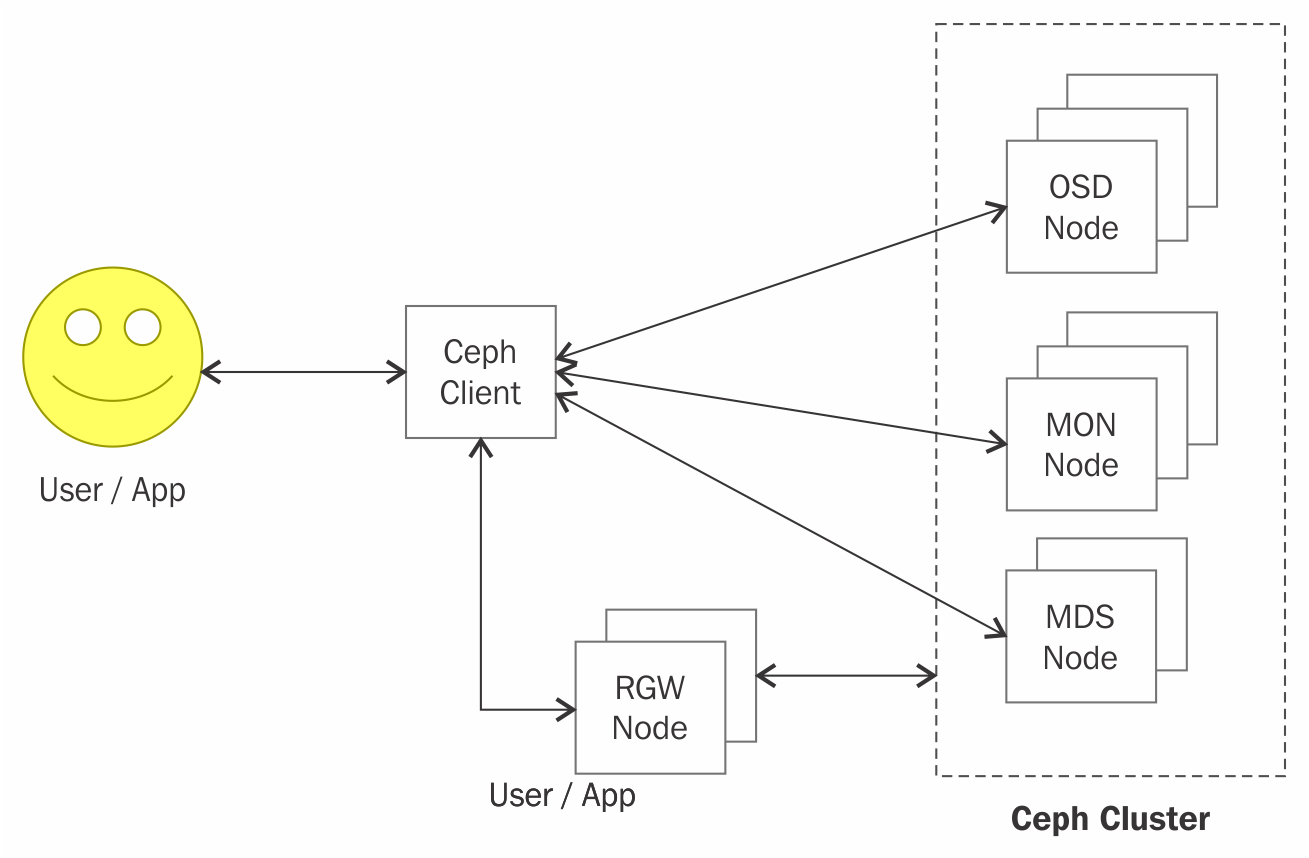 OSD
Node
Ceph
Client
MON
Node
User / App
MDS
Node
RGW
Node
User / App
Ceph Cluster